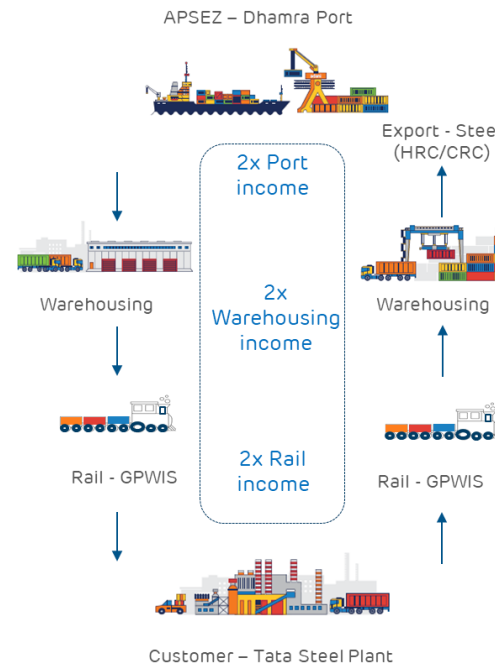 APSEZ – Dhamra Port
Export - Stee
(HRC/CRC)
2x Port
income
Warehousing
2x
Warehousing
income
Warehousing
Rail - GPWIS
2x Rail
income
Rail - GPWIS
Customer – Tata Steel Plant